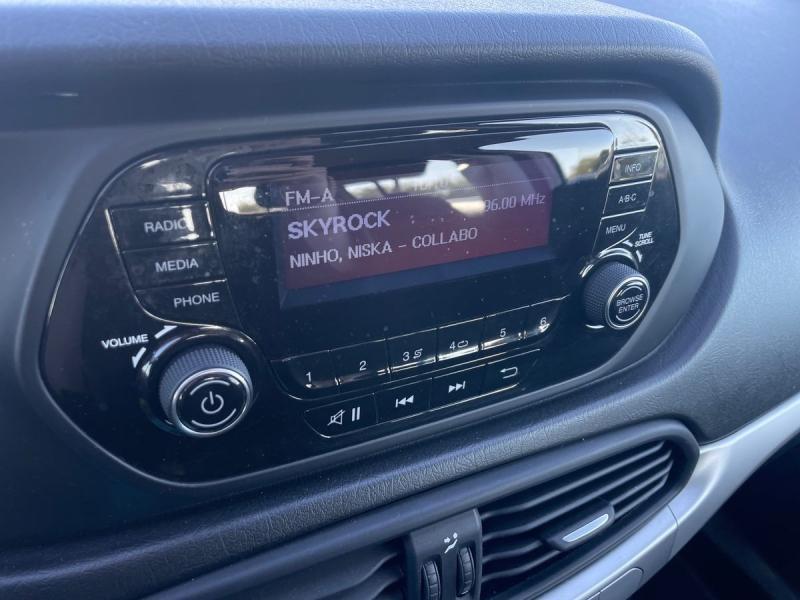 FM-A
SKYROCK
96.00 MHz
NINHO, NISKA - COLLABO
RADIO
MEDIA
PHONE
VOLUME
INFO
A-B-C
MENU
TUNE
SCROLL
BROWSE
ENTER
1 2 3 4 5 6